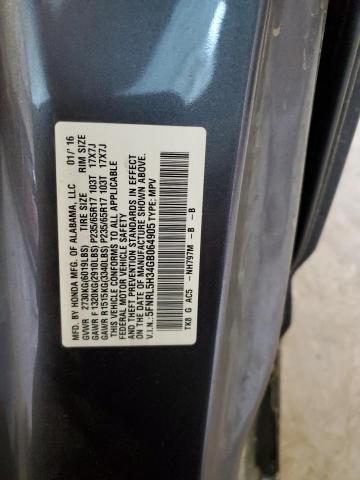 MFD. BY HONDA MFG. OF ALABAMA, LLC 01/'16
GVWR 2730KG(6019LBS) TIRE SIZE RIM SIZE
GAWR F 1320KG(2910LBS) P235/65R17 103T 17X7J
GAWR R 1515KG(3340LBS) P235/65R17 103T 17X7J
THIS VEHICLE CONFORMS TO ALL APPLICABLE
FEDERAL MOTOR VEHICLE SAFETY
AND THEFT PREVENTION STANDARDS IN EFFECT
ON THE DATE OF MANUFACTURE SHOWN ABOVE.
V.I.N.: 5FNRL5H34GB064905 TYPE: MPV
TK8 G AC5 - NH797M - B - B